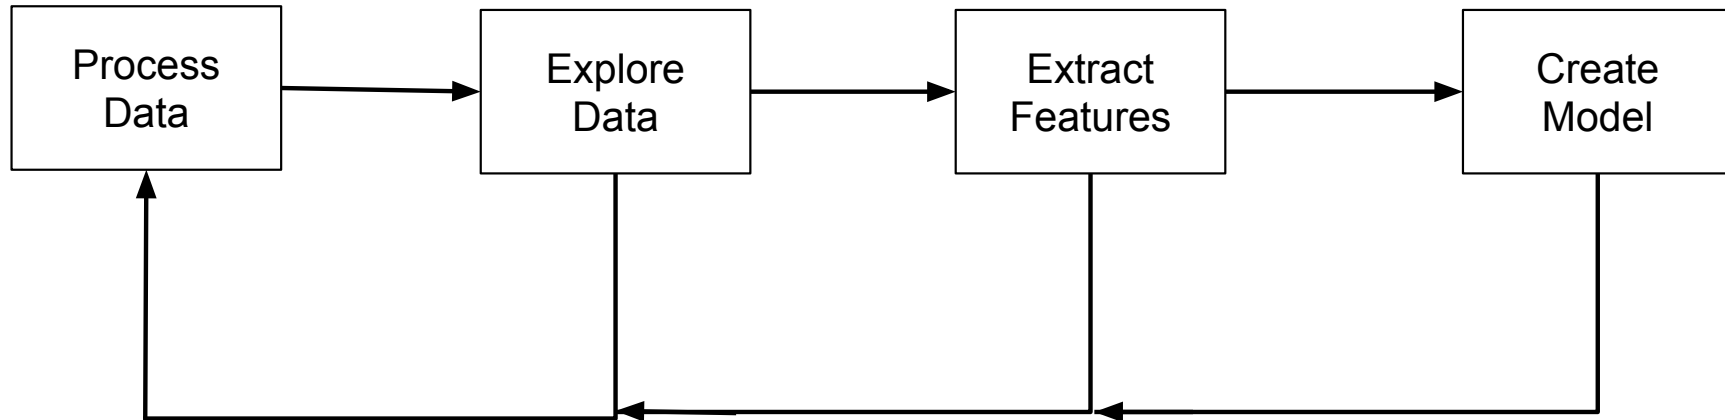 Process
Data
Explore
Data
Extract
Features
Create
Model